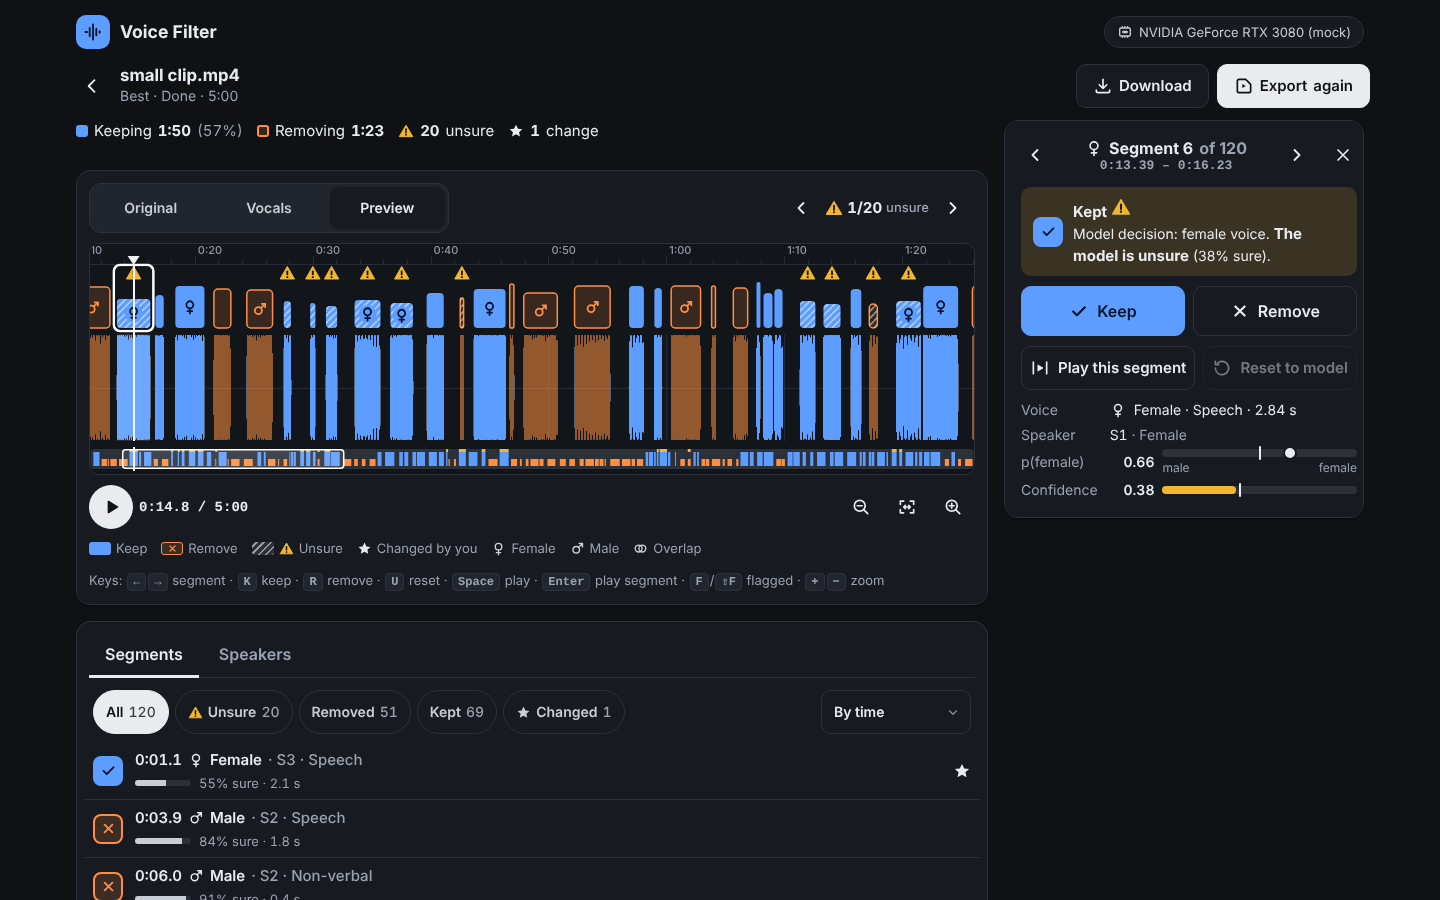 Voice Filter
NVIDIA GeForce RTX 3080 (mock)
small clip.mp4
Best · Done · 5:00
Download
Export again
Keeping 1:50 (57%) Removing 1:23 20 unsure 1 change
Original Vocals Preview
1/20 unsure
10 0:20 0:30 0:40 0:50 1:00 1:10 1:20
0:14.8 / 5:00
Keep Remove Unsure Changed by you Female Male Overlap
Keys: ← → segment · K keep · R remove · U reset · Space play · Enter play segment · F/⇧F flagged · + − zoom
Segment 6 of 120
0:13.39 – 0:16.23
Kept
Model decision: female voice. The
model is unsure (38% sure).
Keep
Remove
Play this segment
Reset to model
Voice Female · Speech · 2.84 s
Speaker S1 · Female
p(female) 0.66
male female
Confidence 0.38
Segments Speakers
All 120 Unsure 20 Removed 51 Kept 69 Changed 1
By time
0:01.1 Female · S3 · Speech
55% sure · 2.1 s
0:03.9 Male · S2 · Speech
84% sure · 1.8 s
0:06.0 Male · S2 · Non-verbal
91% sure · 0.4 s